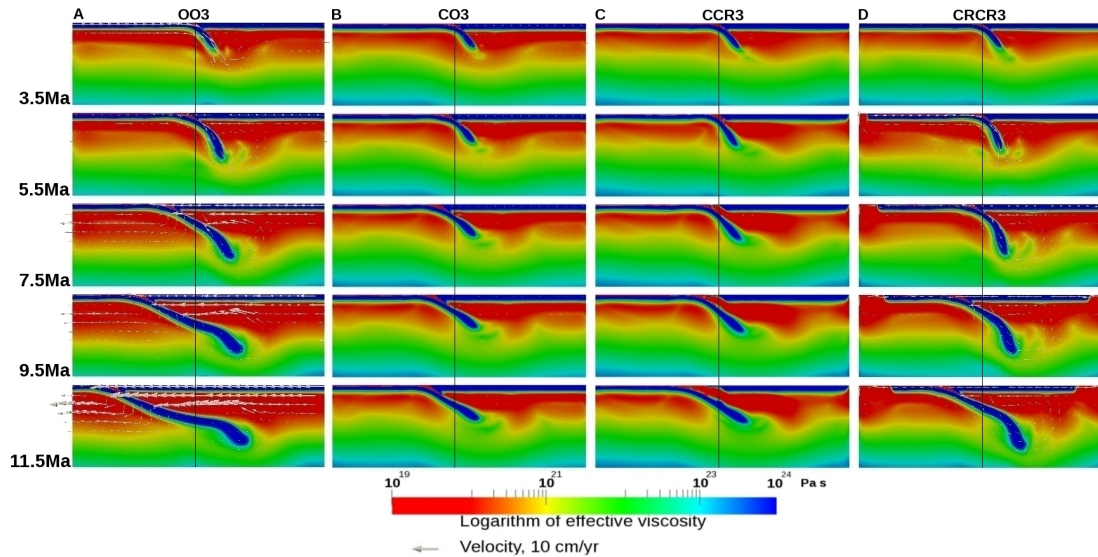 A OO3 B CO3 C CCR3 D CRCR3
3.5Ma
5.5Ma
7.5Ma
9.5Ma
11.5Ma
10 19 10 21 10 23 10 24 Pa s
Logarithm of effective viscosity
Velocity, 10 cm/yr